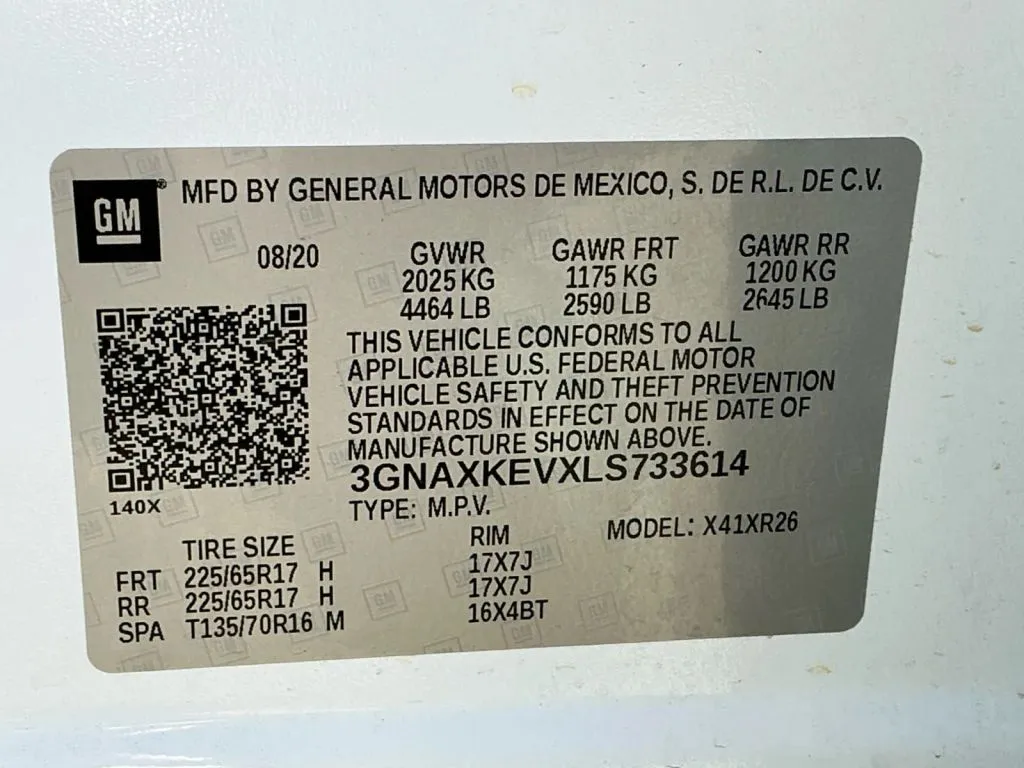 GM ® MFD BY GENERAL MOTORS DE MEXICO, S. DE R.L. DE C.V.
08/20 GVWR GAWR FRT GAWR RR
2025 KG 1175 KG 1200 KG
4464 LB 2590 LB 2645 LB
THIS VEHICLE CONFORMS TO ALL
APPLICABLE U.S. FEDERAL MOTOR
VEHICLE SAFETY AND THEFT PREVENTION
STANDARDS IN EFFECT ON THE DATE OF
MANUFACTURE SHOWN ABOVE.
3GNAXKEVXLS733614
140X
TYPE: M.P.V. MODEL: X41XR26
TIRE SIZE RIM
FRT 225/65R17 H 17X7J
RR 225/65R17 H 17X7J
SPA T135/70R16 M 16X4BT